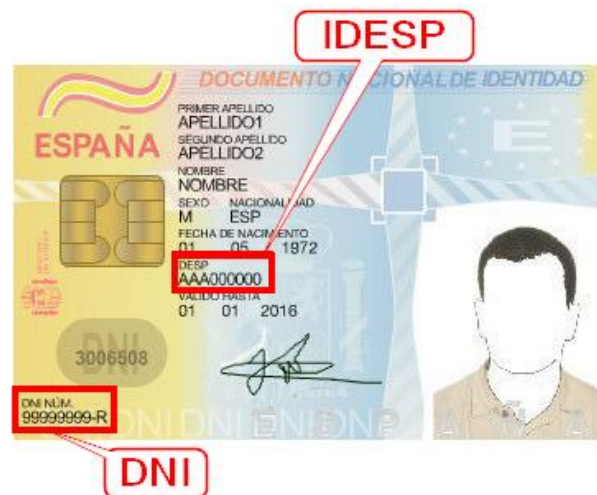 IDESP
DOCUMENTO NACIONAL DE IDENTIDAD
ESPAÑA
PRIMER APELLIDO
APELLIDO1
SEGUNDO APELLIDO
APELLIDO2
NOMBRE
NOMBRE
SEXO NACIONALIDAD
M ESP
FECHA DE NACIMIENTO
01 05 1972
IDESP
AAA000000
VALIDO HASTA
01 01 2016
E
DNI
3006508
DNI NÚM.
99999999-R
DNI